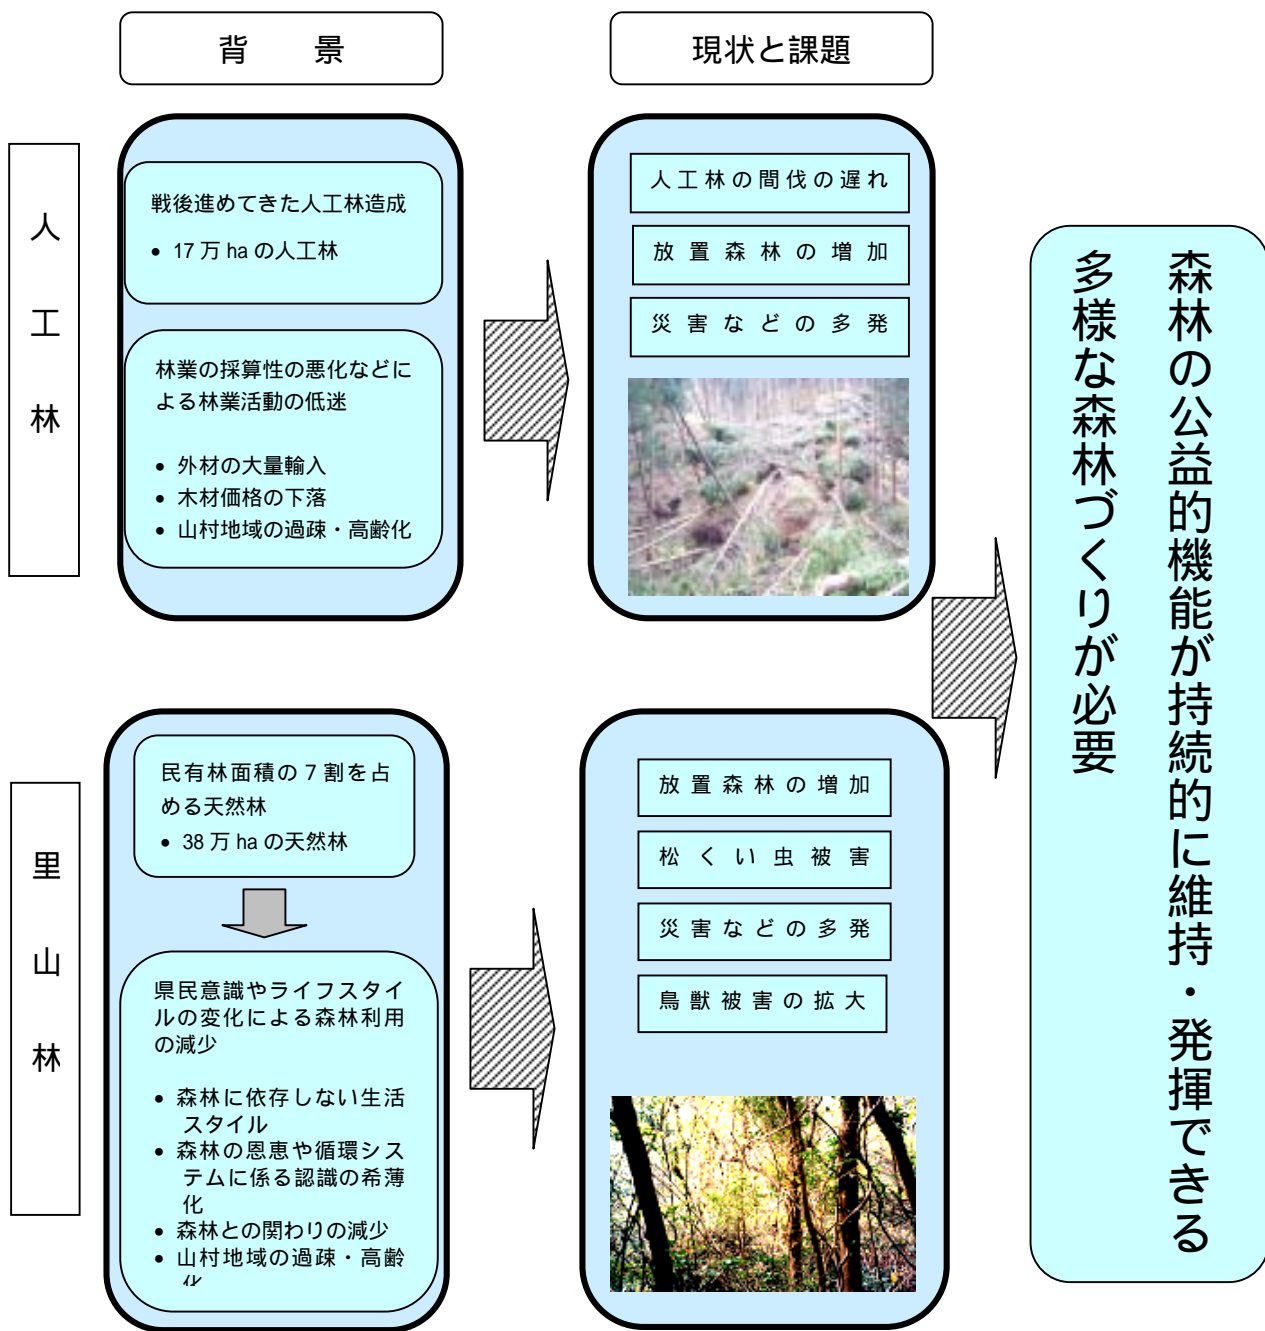 背　景
現状と課題
人工林
戦後進めてきた人工林造成
• 17万haの人工林
林業の採算性の悪化などに
よる林業活動の低迷
• 外材の大量輸入
• 木材価格の下落
• 山村地域の過疎・高齢化
人工林の間伐の遅れ
放置森林の増加
災害などの多発
里山林
民有林面積の７割を占
める天然林
• 38万haの天然林
県民意識やライフスタイ
ルの変化による森林利用
の減少
• 森林に依存しない生活
スタイル
• 森林の恩恵や循環シス
テムに係る認識の希薄
化
• 森林との関わりの減少
• 山村地域の過疎・高齢
化
放置森林の増加
松くい虫被害
災害などの多発
鳥獣被害の拡大
森林の公益的機能が持続的に維持・発揮できる
多様な森林づくりが必要